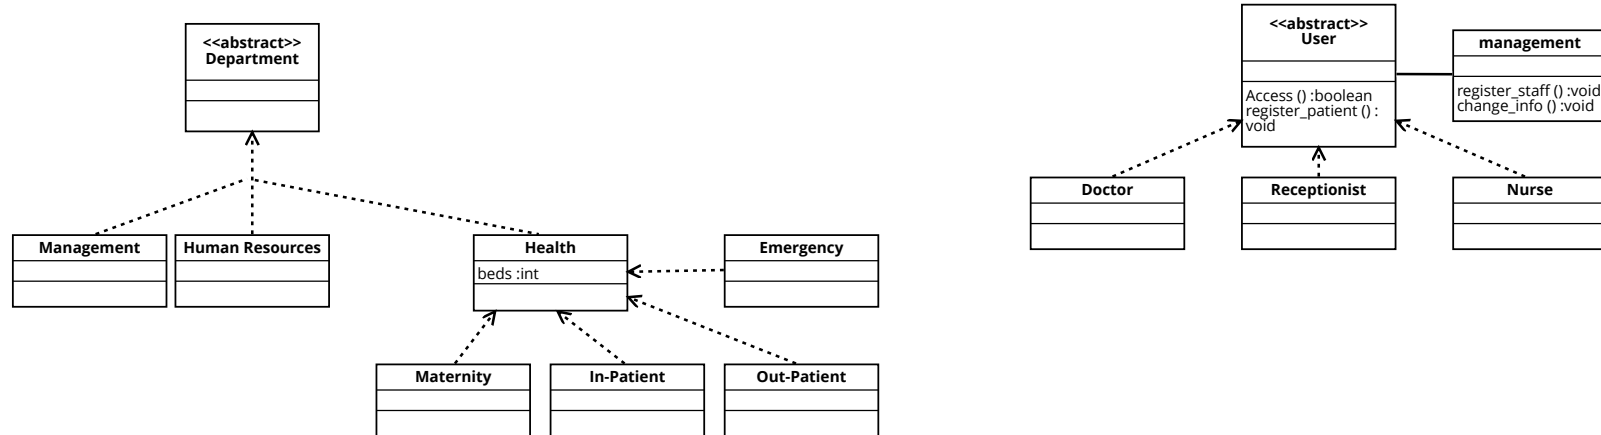 <<abstract>>
Department
Management
Human Resources
Health
beds :int
Emergency
Maternity
In-Patient
Out-Patient
<<abstract>>
User
Access () :boolean
register_patient () :
void
management
register_staff () :void
change_info () :void
Doctor
Receptionist
Nurse